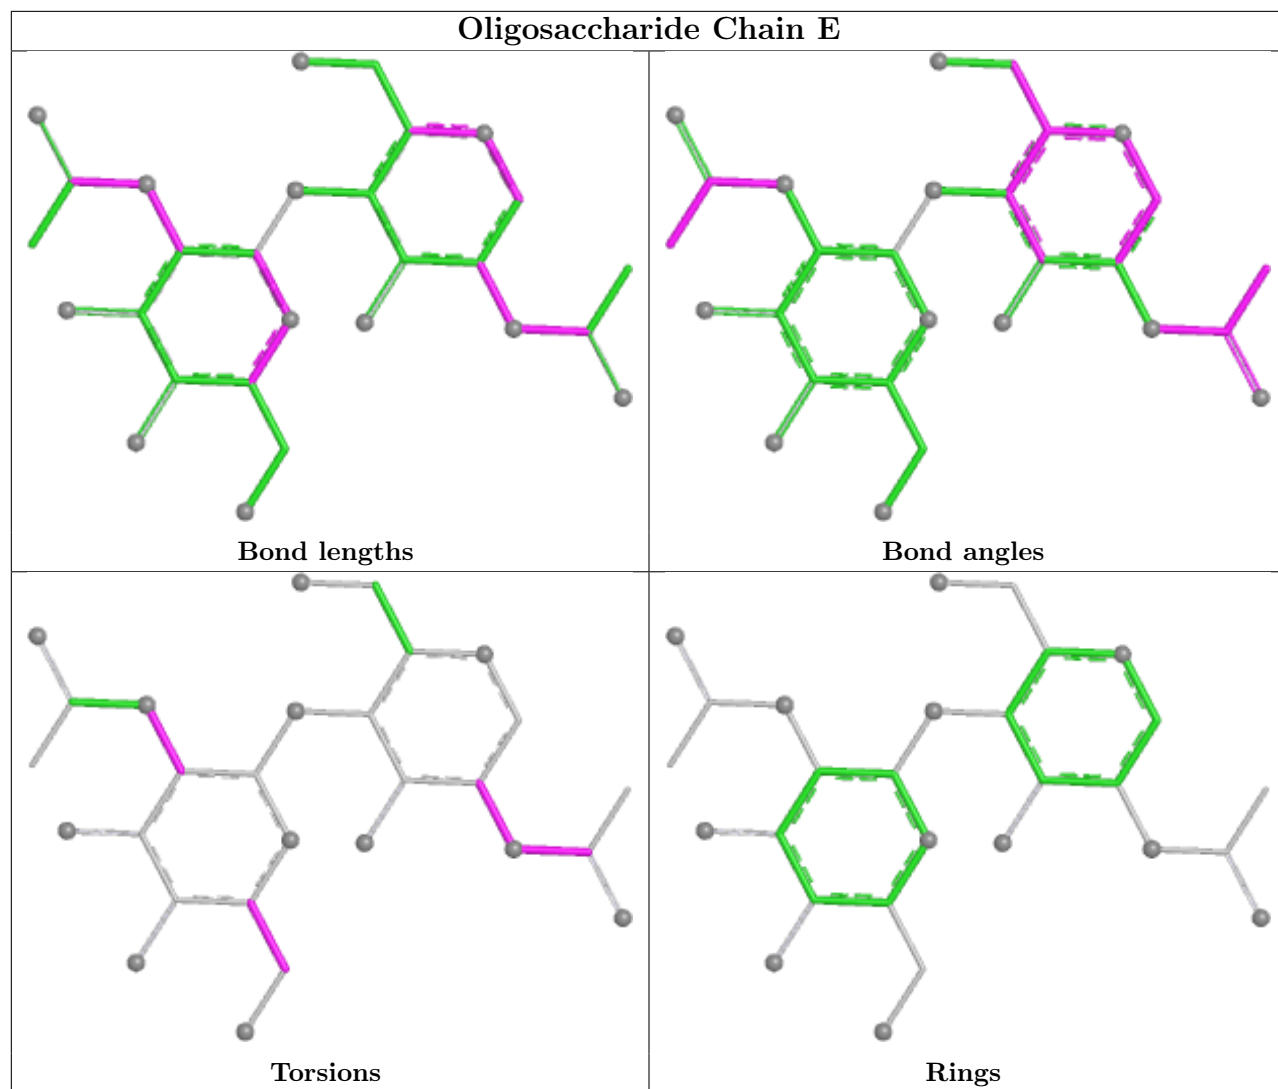 Oligosaccharide Chain E
Bond lengths
Bond angles
Torsions
Rings